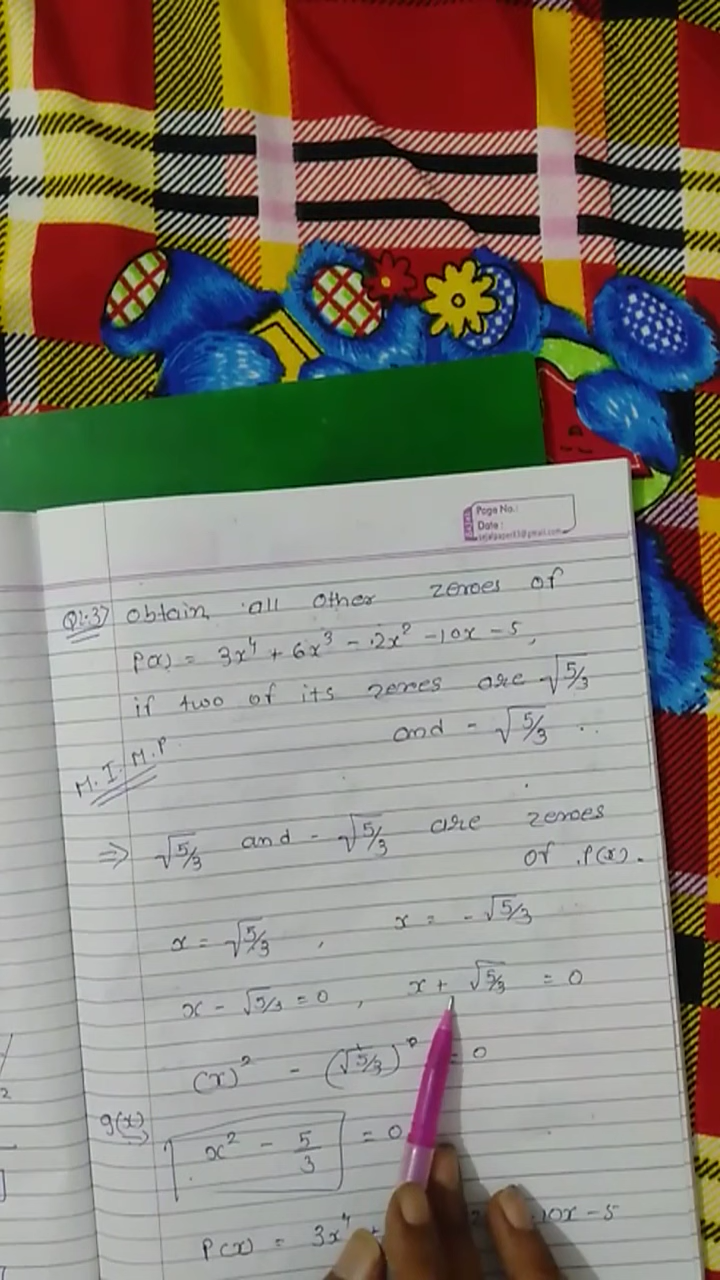 Page No.:
Date:
Q1:37 Obtain all other zeroes of
P(x) = 3x⁴ + 6x³ - 2x² - 10x - 5,
if two of its zeroes are √5/3
and - √5/3
M. I. M. P.
⇒ √5/3 and - √5/3 are zeroes
of P(x).
x = √5/3 , x = - √5/3
x - √5/3 = 0 , x + √5/3 = 0
(x)² - (√5/3)² = 0
g(x)
x² - 5/3 = 0
P(x) = 3x⁴ 10x - 5